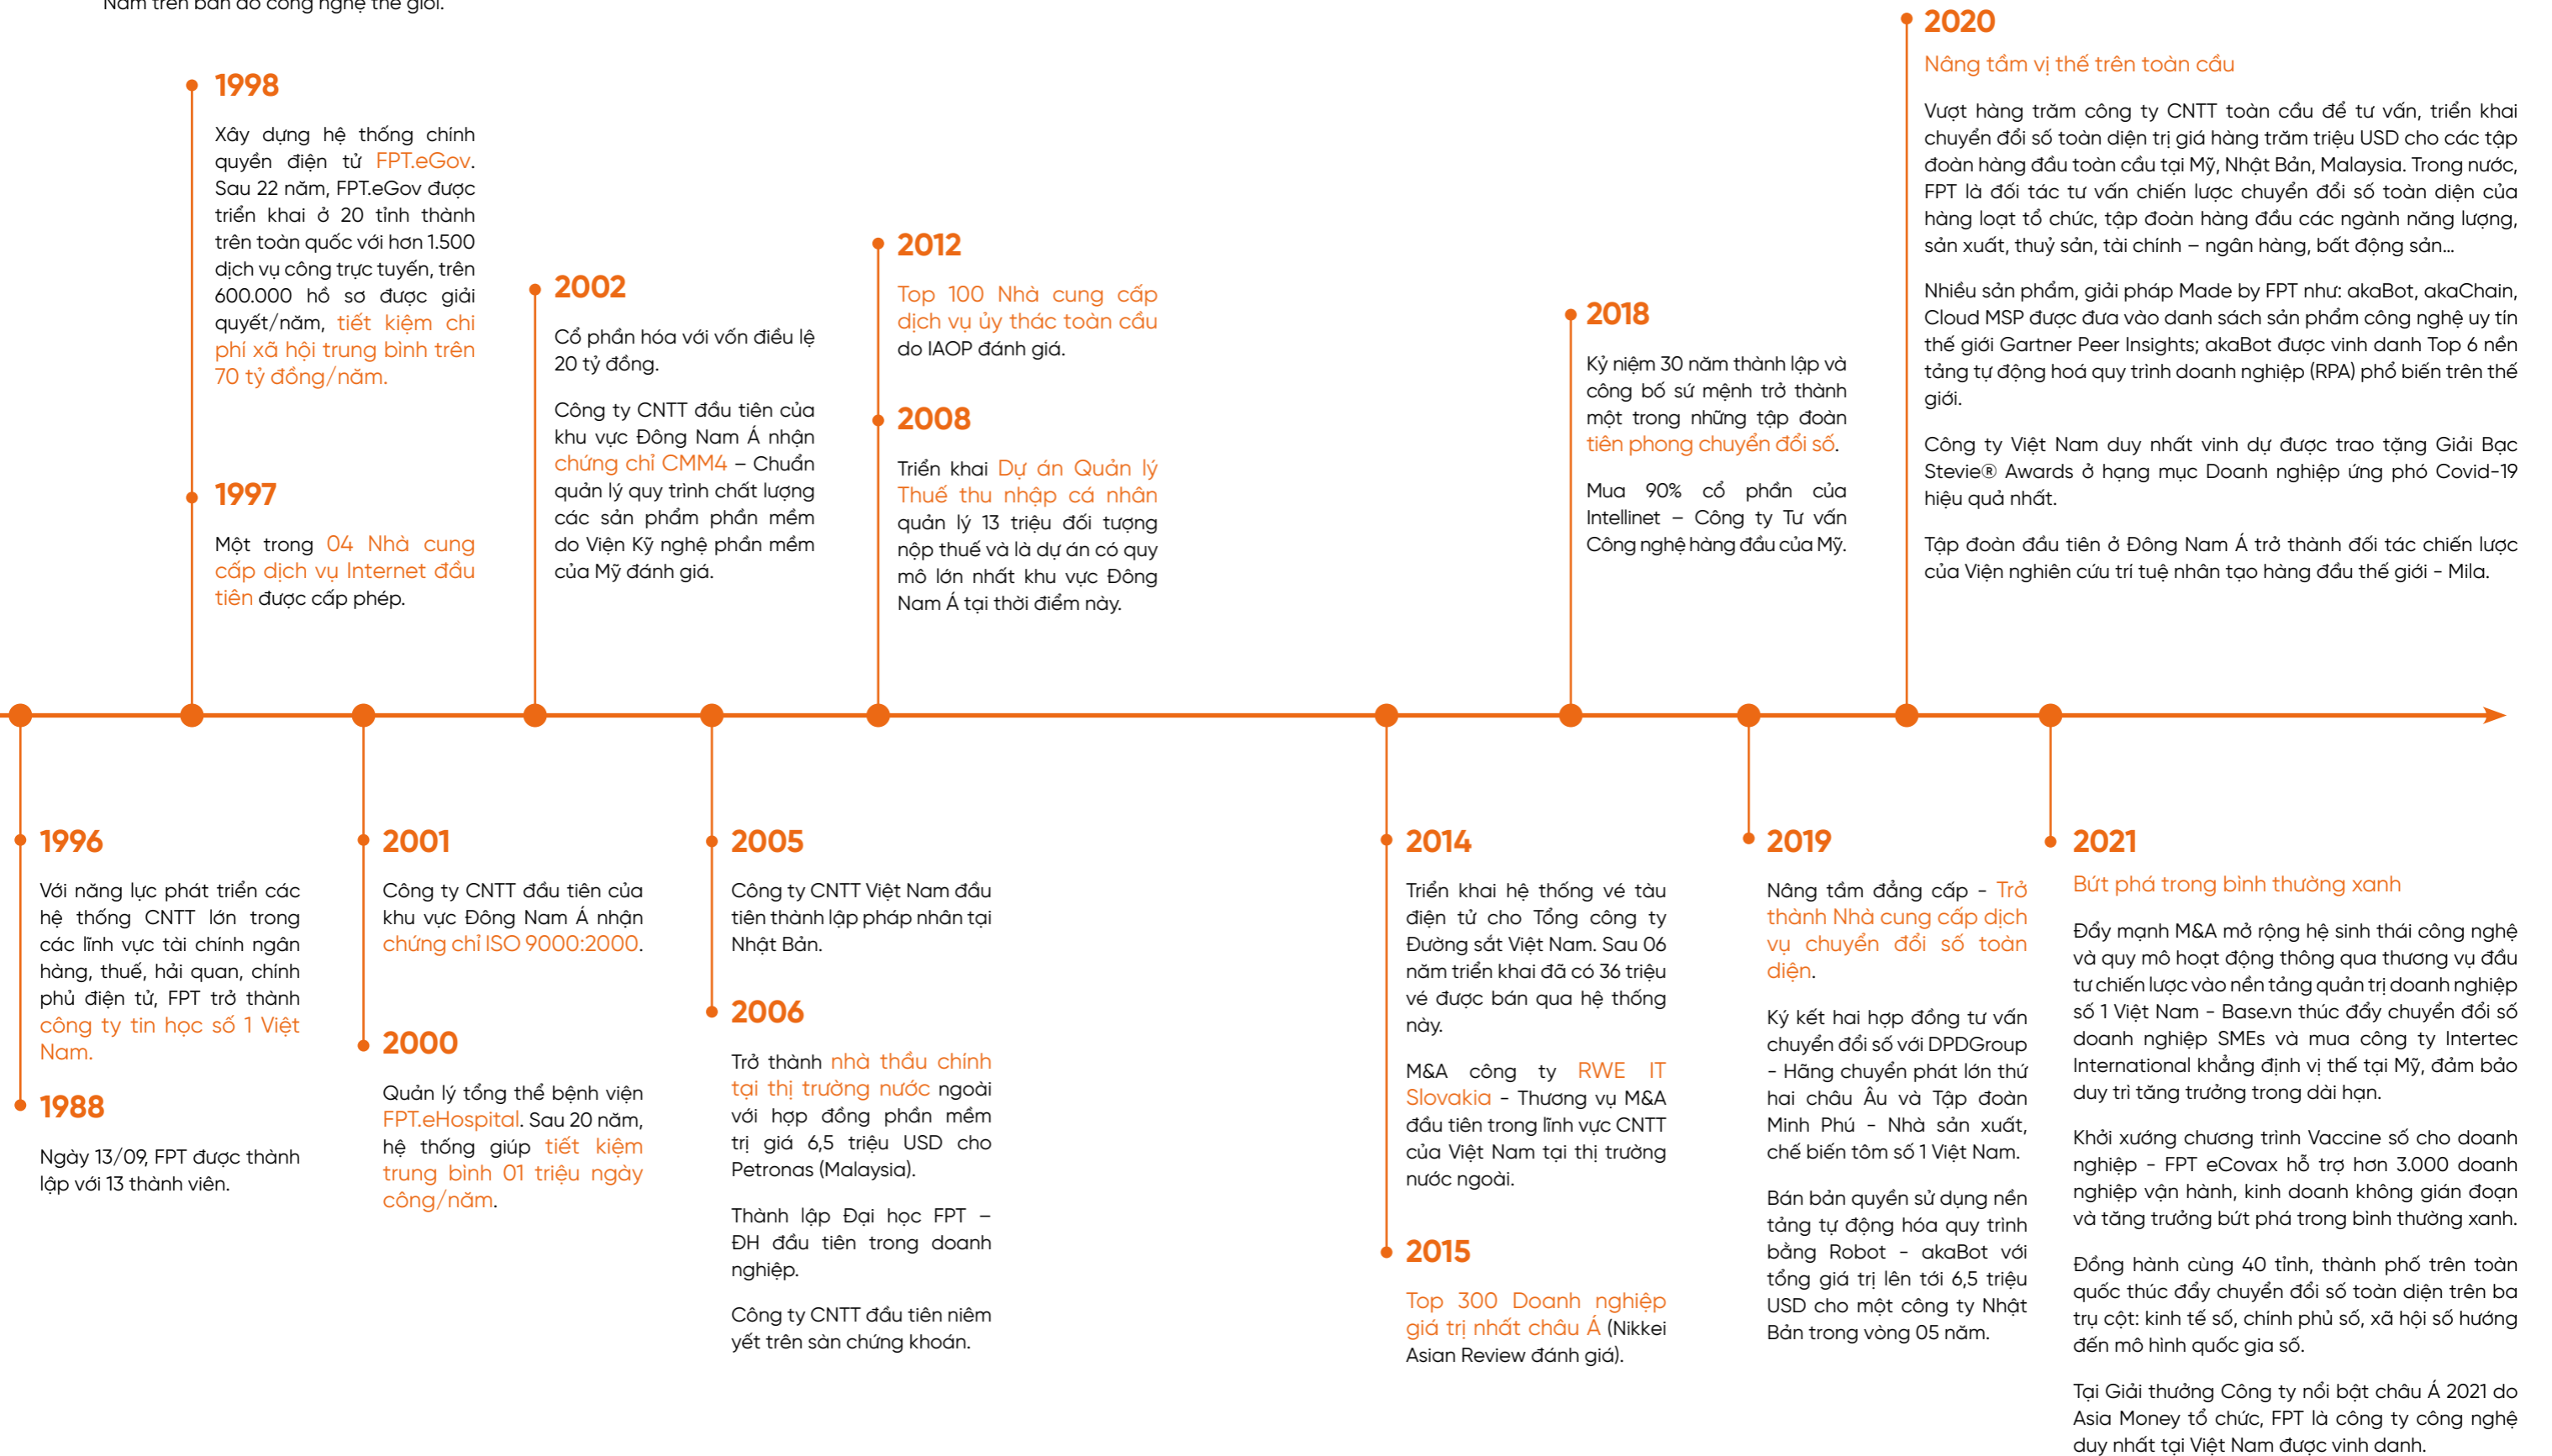 Nam trên bản đồ công nghệ thế giới.
1998
Xây dựng hệ thống chính
quyền điện tử FPT.eGov.
Sau 22 năm, FPT.eGov được
triển khai ở 20 tỉnh thành
trên toàn quốc với hơn 1.500
dịch vụ công trực tuyến, trên
600.000 hồ sơ được giải
quyết/năm, tiết kiệm chi
phí xã hội trung bình trên
70 tỷ đồng/năm.
1997
Một trong 04 Nhà cung
cấp dịch vụ Internet đầu
tiên được cấp phép.
2002
Cổ phần hóa với vốn điều lệ
20 tỷ đồng.
Công ty CNTT đầu tiên của
khu vực Đông Nam Á nhận
chứng chỉ CMM4 – Chuẩn
quản lý quy trình chất lượng
các sản phẩm phần mềm
do Viện Kỹ nghệ phần mềm
của Mỹ đánh giá.
2012
Top 100 Nhà cung cấp
dịch vụ ủy thác toàn cầu
do IAOP đánh giá.
2008
Triển khai Dự án Quản lý
Thuế thu nhập cá nhân
quản lý 13 triệu đối tượng
nộp thuế và là dự án có quy
mô lớn nhất khu vực Đông
Nam Á tại thời điểm này.
2018
Kỷ niệm 30 năm thành lập và
công bố sứ mệnh trở thành
một trong những tập đoàn
tiên phong chuyển đổi số.
Mua 90% cổ phần của
Intellinet – Công ty Tư vấn
Công nghệ hàng đầu của Mỹ.
2020
Nâng tầm vị thế trên toàn cầu
Vượt hàng trăm công ty CNTT toàn cầu để tư vấn, triển khai
chuyển đổi số toàn diện trị giá hàng trăm triệu USD cho các tập
đoàn hàng đầu toàn cầu tại Mỹ, Nhật Bản, Malaysia. Trong nước,
FPT là đối tác tư vấn chiến lược chuyển đổi số toàn diện của
hàng loạt tổ chức, tập đoàn hàng đầu các ngành năng lượng,
sản xuất, thuỷ sản, tài chính – ngân hàng, bất động sản...
Nhiều sản phẩm, giải pháp Made by FPT như: akaBot, akaChain,
Cloud MSP được đưa vào danh sách sản phẩm công nghệ uy tín
thế giới Gartner Peer Insights; akaBot được vinh danh Top 6 nền
tảng tự động hoá quy trình doanh nghiệp (RPA) phổ biến trên thế
giới.
Công ty Việt Nam duy nhất vinh dự được trao tặng Giải Bạc
Stevie® Awards ở hạng mục Doanh nghiệp ứng phó Covid-19
hiệu quả nhất.
Tập đoàn đầu tiên ở Đông Nam Á trở thành đối tác chiến lược
của Viện nghiên cứu trí tuệ nhân tạo hàng đầu thế giới - Mila.
1996
Với năng lực phát triển các
hệ thống CNTT lớn trong
các lĩnh vực tài chính ngân
hàng, thuế, hải quan, chính
phủ điện tử, FPT trở thành
công ty tin học số 1 Việt
Nam.
1988
Ngày 13/09, FPT được thành
lập với 13 thành viên.
2001
Công ty CNTT đầu tiên của
khu vực Đông Nam Á nhận
chứng chỉ ISO 9000:2000.
2000
Quản lý tổng thể bệnh viện
FPT.eHospital. Sau 20 năm,
hệ thống giúp tiết kiệm
trung bình 01 triệu ngày
công/năm.
2005
Công ty CNTT Việt Nam đầu
tiên thành lập pháp nhân tại
Nhật Bản.
2006
Trở thành nhà thầu chính
tại thị trường nước ngoài
với hợp đồng phần mềm
trị giá 6,5 triệu USD cho
Petronas (Malaysia).
Thành lập Đại học FPT –
ĐH đầu tiên trong doanh
nghiệp.
Công ty CNTT đầu tiên niêm
yết trên sàn chứng khoán.
2014
Triển khai hệ thống vé tàu
điện tử cho Tổng công ty
Đường sắt Việt Nam. Sau 06
năm triển khai đã có 36 triệu
vé được bán qua hệ thống
này.
M&A công ty RWE IT
Slovakia - Thương vụ M&A
đầu tiên trong lĩnh vực CNTT
của Việt Nam tại thị trường
nước ngoài.
2015
Top 300 Doanh nghiệp
giá trị nhất châu Á (Nikkei
Asian Review đánh giá).
2019
Nâng tầm đẳng cấp - Trở
thành Nhà cung cấp dịch
vụ chuyển đổi số toàn
diện.
Ký kết hai hợp đồng tư vấn
chuyển đổi số với DPDGroup
- Hãng chuyển phát lớn thứ
hai châu Âu và Tập đoàn
Minh Phú - Nhà sản xuất,
chế biến tôm số 1 Việt Nam.
Bán bản quyền sử dụng nền
tảng tự động hóa quy trình
bằng Robot - akaBot với
tổng giá trị lên tới 6,5 triệu
USD cho một công ty Nhật
Bản trong vòng 05 năm.
2021
Bứt phá trong bình thường xanh
Đẩy mạnh M&A mở rộng hệ sinh thái công nghệ
và quy mô hoạt động thông qua thương vụ đầu
tư chiến lược vào nền tảng quản trị doanh nghiệp
số 1 Việt Nam - Base.vn thúc đẩy chuyển đổi số
doanh nghiệp SMEs và mua công ty Intertec
International khẳng định vị thế tại Mỹ, đảm bảo
duy trì tăng trưởng trong dài hạn.
Khởi xướng chương trình Vaccine số cho doanh
nghiệp - FPT eCovax hỗ trợ hơn 3.000 doanh
nghiệp vận hành, kinh doanh không gián đoạn
và tăng trưởng bứt phá trong bình thường xanh.
Đồng hành cùng 40 tỉnh, thành phố trên toàn
quốc thúc đẩy chuyển đổi số toàn diện trên ba
trụ cột: kinh tế số, chính phủ số, xã hội số hướng
đến mô hình quốc gia số.
Tại Giải thưởng Công ty nổi bật châu Á 2021 do
Asia Money tổ chức, FPT là công ty công nghệ
duy nhất tại Việt Nam được vinh danh.